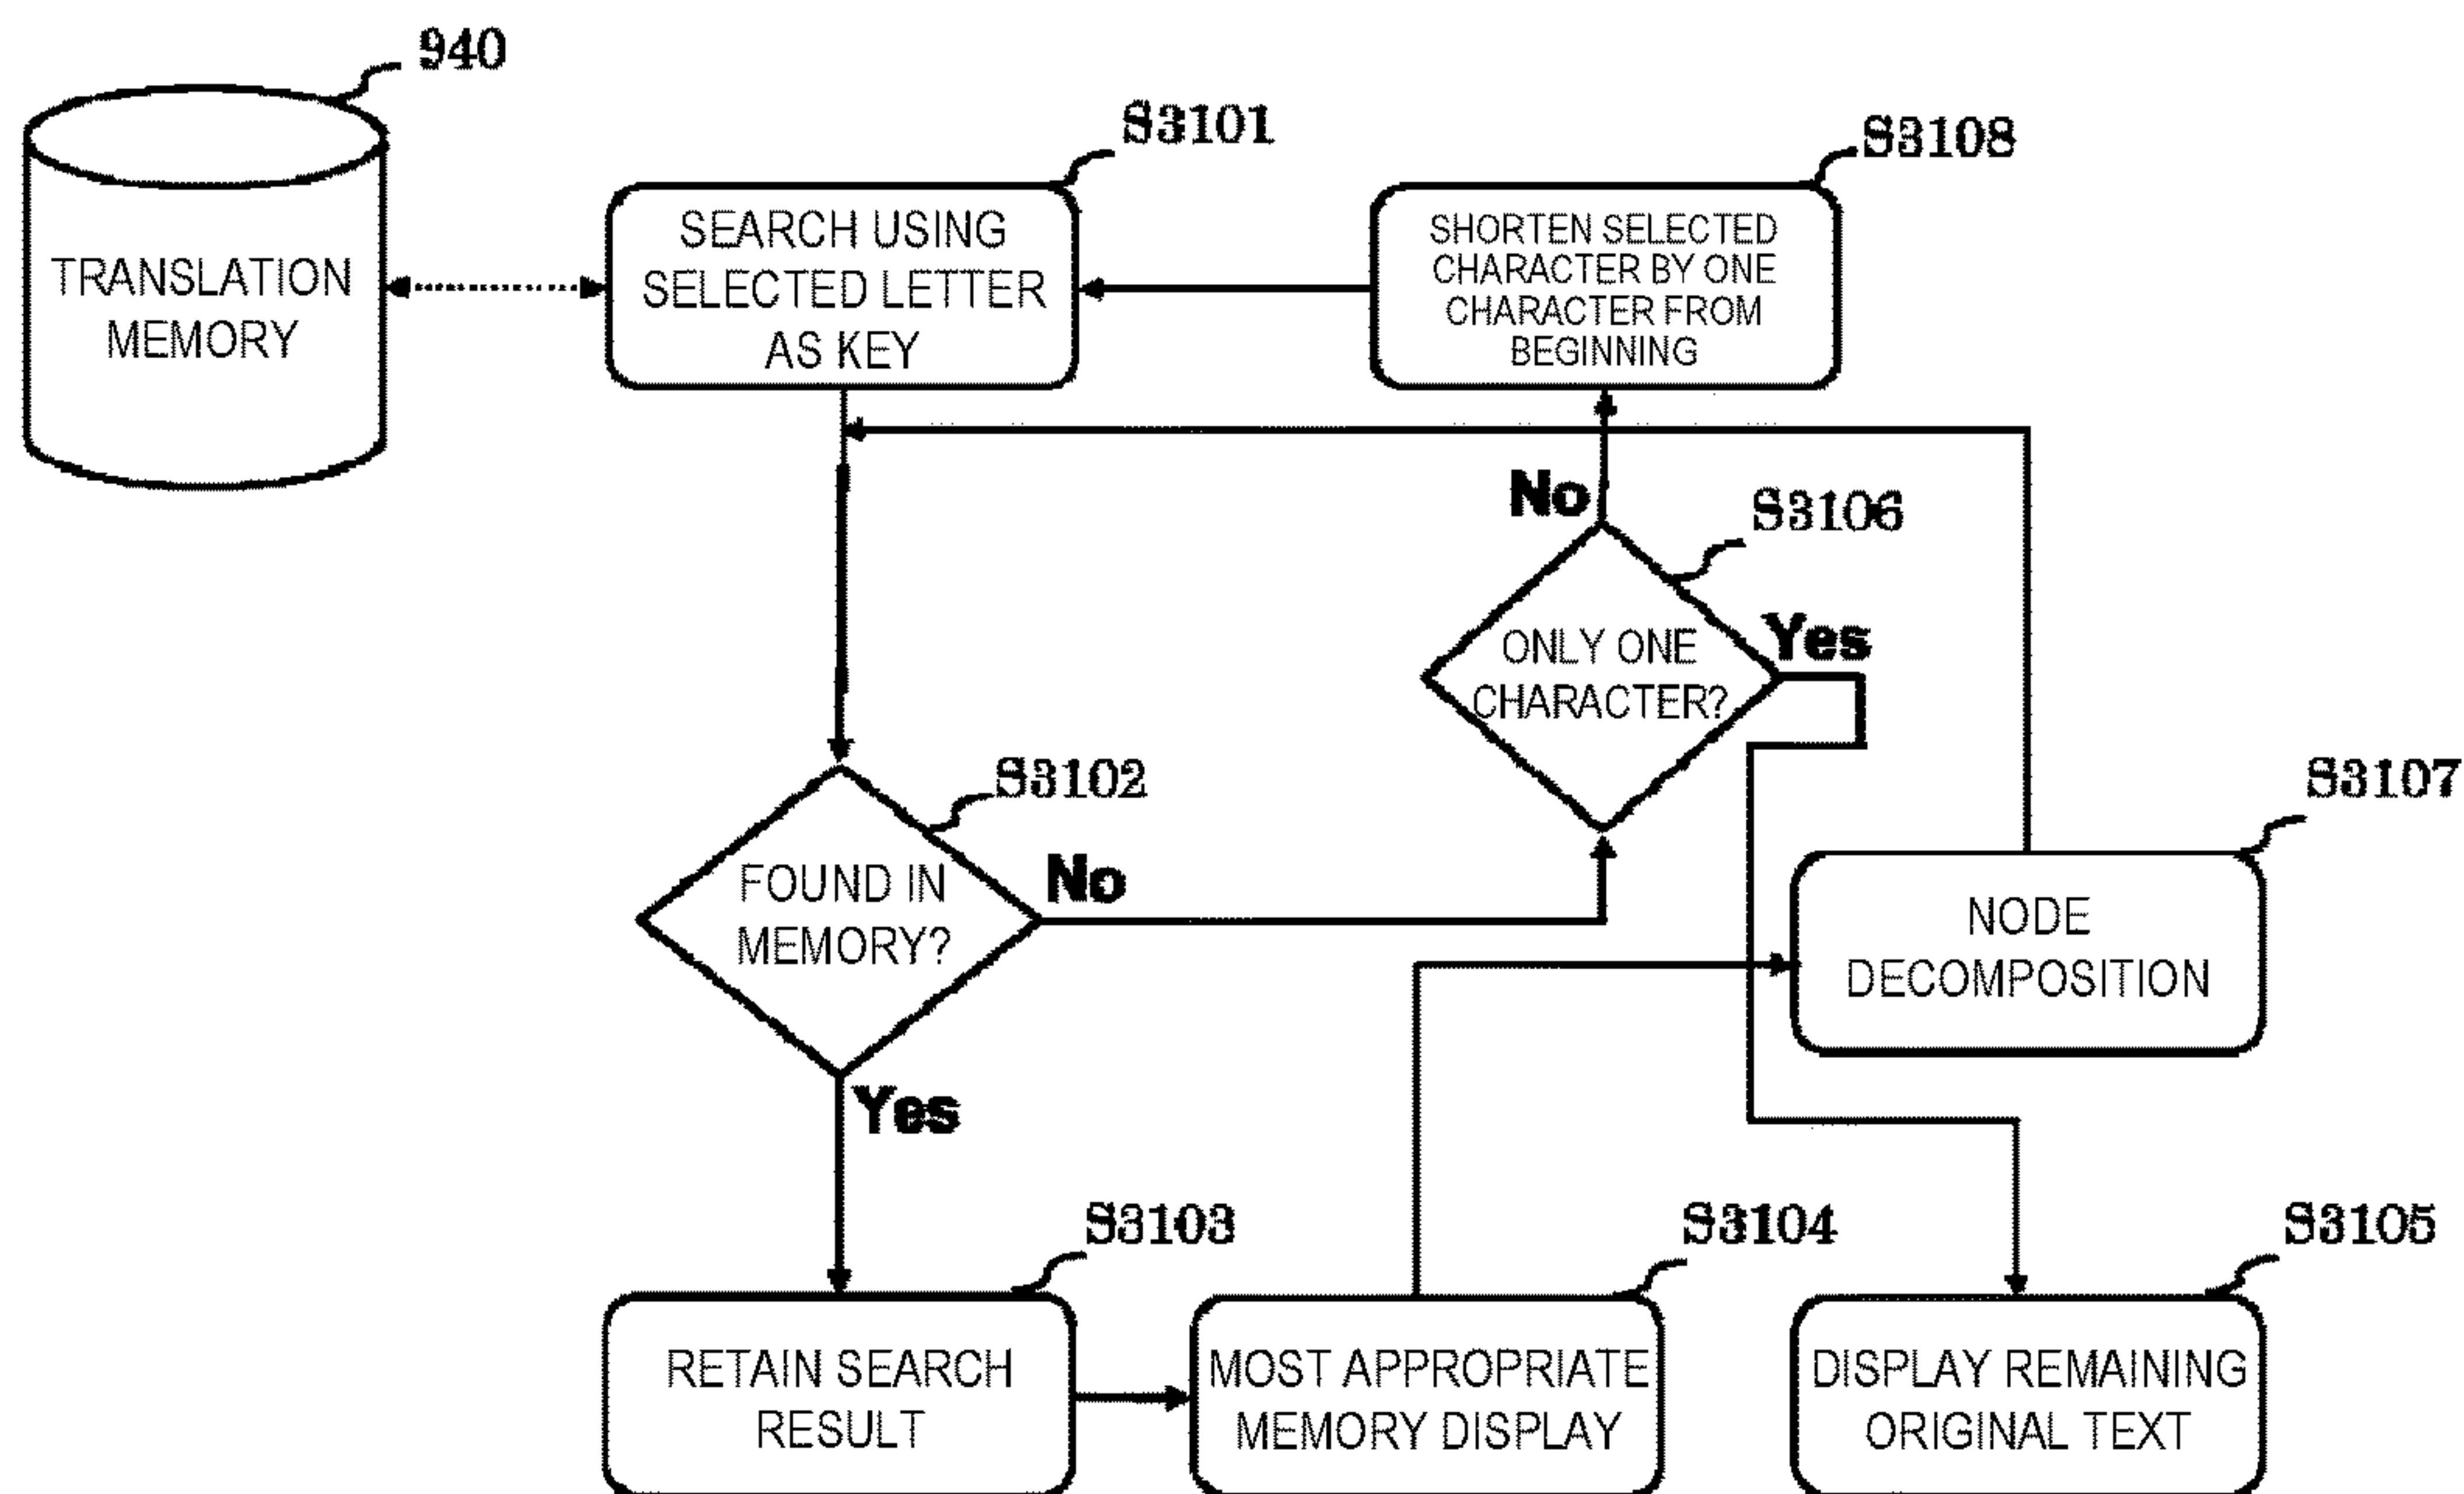 940
TRANSLATION
MEMORY
S3101
SEARCH USING
SELECTED LETTER
AS KEY
S3108
SHORTEN SELECTED
CHARACTER BY ONE
CHARACTER FROM
BEGINNING
No
S3106
ONLY ONE
CHARACTER?
Yes
S3102
FOUND IN
MEMORY?
No
Yes
S3107
NODE
DECOMPOSITION
S3103
RETAIN SEARCH
RESULT
S3104
MOST APPROPRIATE
MEMORY DISPLAY
S3105
DISPLAY REMAINING
ORIGINAL TEXT